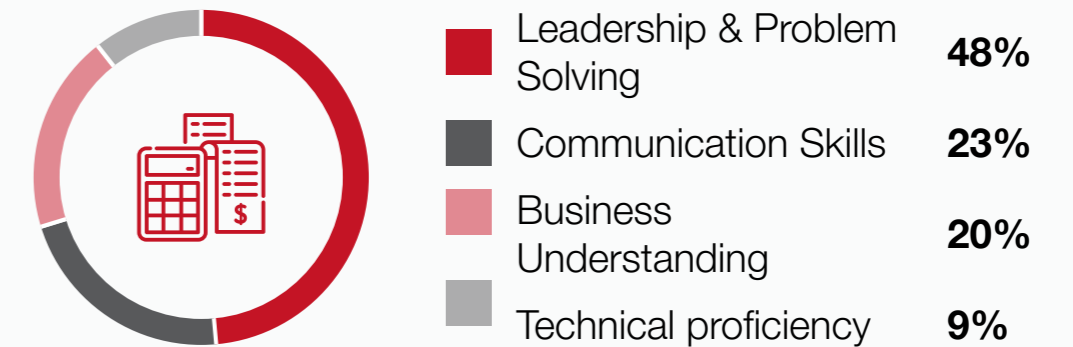 Leadership & Problem
Solving
48%
Communication Skills
23%
Business
Understanding
20%
Technical proficiency
9%
$